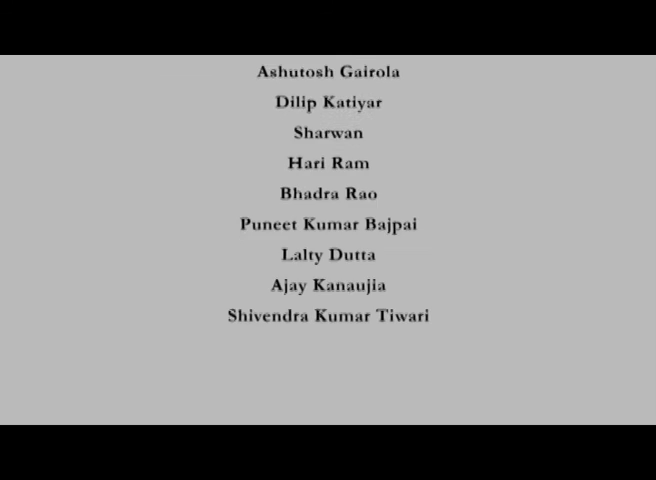 Ashutosh Gairola
Dilip Katiyar
Sharwan
Hari Ram
Bhadra Rao
Puneet Kumar Bajpai
Lalty Dutta
Ajay Kanaujia
Shivendra Kumar Tiwari